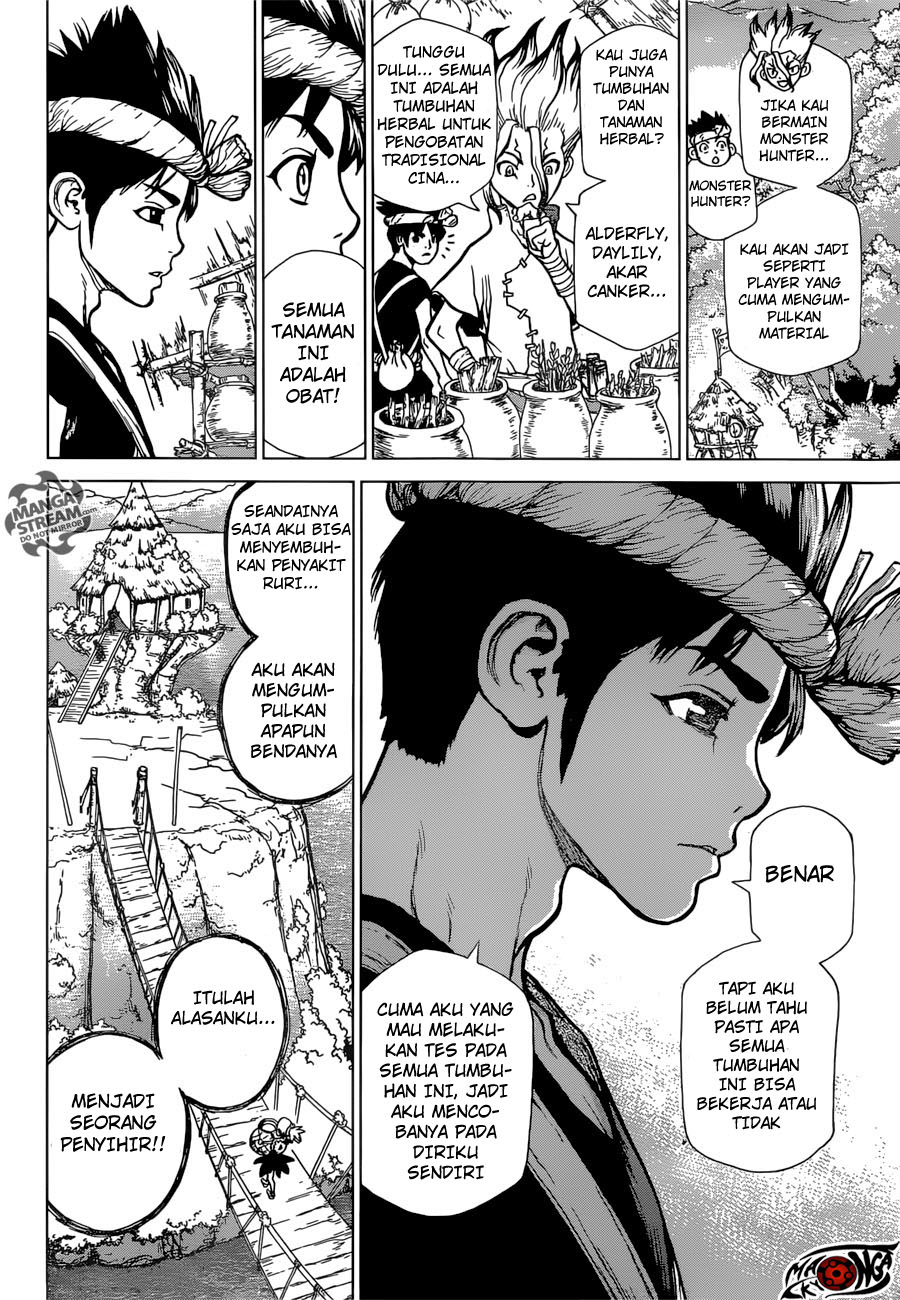 JIKA KAU
BERMAIN
MONSTER
HUNTER...
MONSTER
HUNTER?
KAU AKAN JADI
SEPERTI
PLAYER YANG
CUMA MENGUM-
PULKAN
MATERIAL
KAU JUGA
PUNYA
TUMBUHAN
DAN
TANAMAN
HERBAL?
ALDERFLY,
DAYLILY,
AKAR
CANKER...
TUNGGU
DULU... SEMUA
INI ADALAH
TUMBUHAN
HERBAL UNTUK
PENGOBATAN
TRADISIONAL
CINA...
SEMUA
TANAMAN
INI
ADALAH
OBAT!
BENAR
TAPI AKU
BELUM TAHU
PASTI APA
SEMUA
TUMBUHAN
INI BISA
BEKERJA ATAU
TIDAK
CUMA AKU YANG
MAU MELAKU-
KAN TES PADA
SEMUA TUMBU-
HAN INI, JADI
AKU MENCO-
BANYA PADA
DIRIKU
SENDIRI
SEANDAINYA
SAJA AKU BISA
MENYEMBUH-
KAN PENYAKIT
RURI...
AKU AKAN
MENGUM-
PULKAN
APAPUN
BENDANYA
ITULAH
ALASANKU...
MENJADI
SEORANG
PENYIHIR!!
MANGA
STREAM.com
DO NOT MIRROR